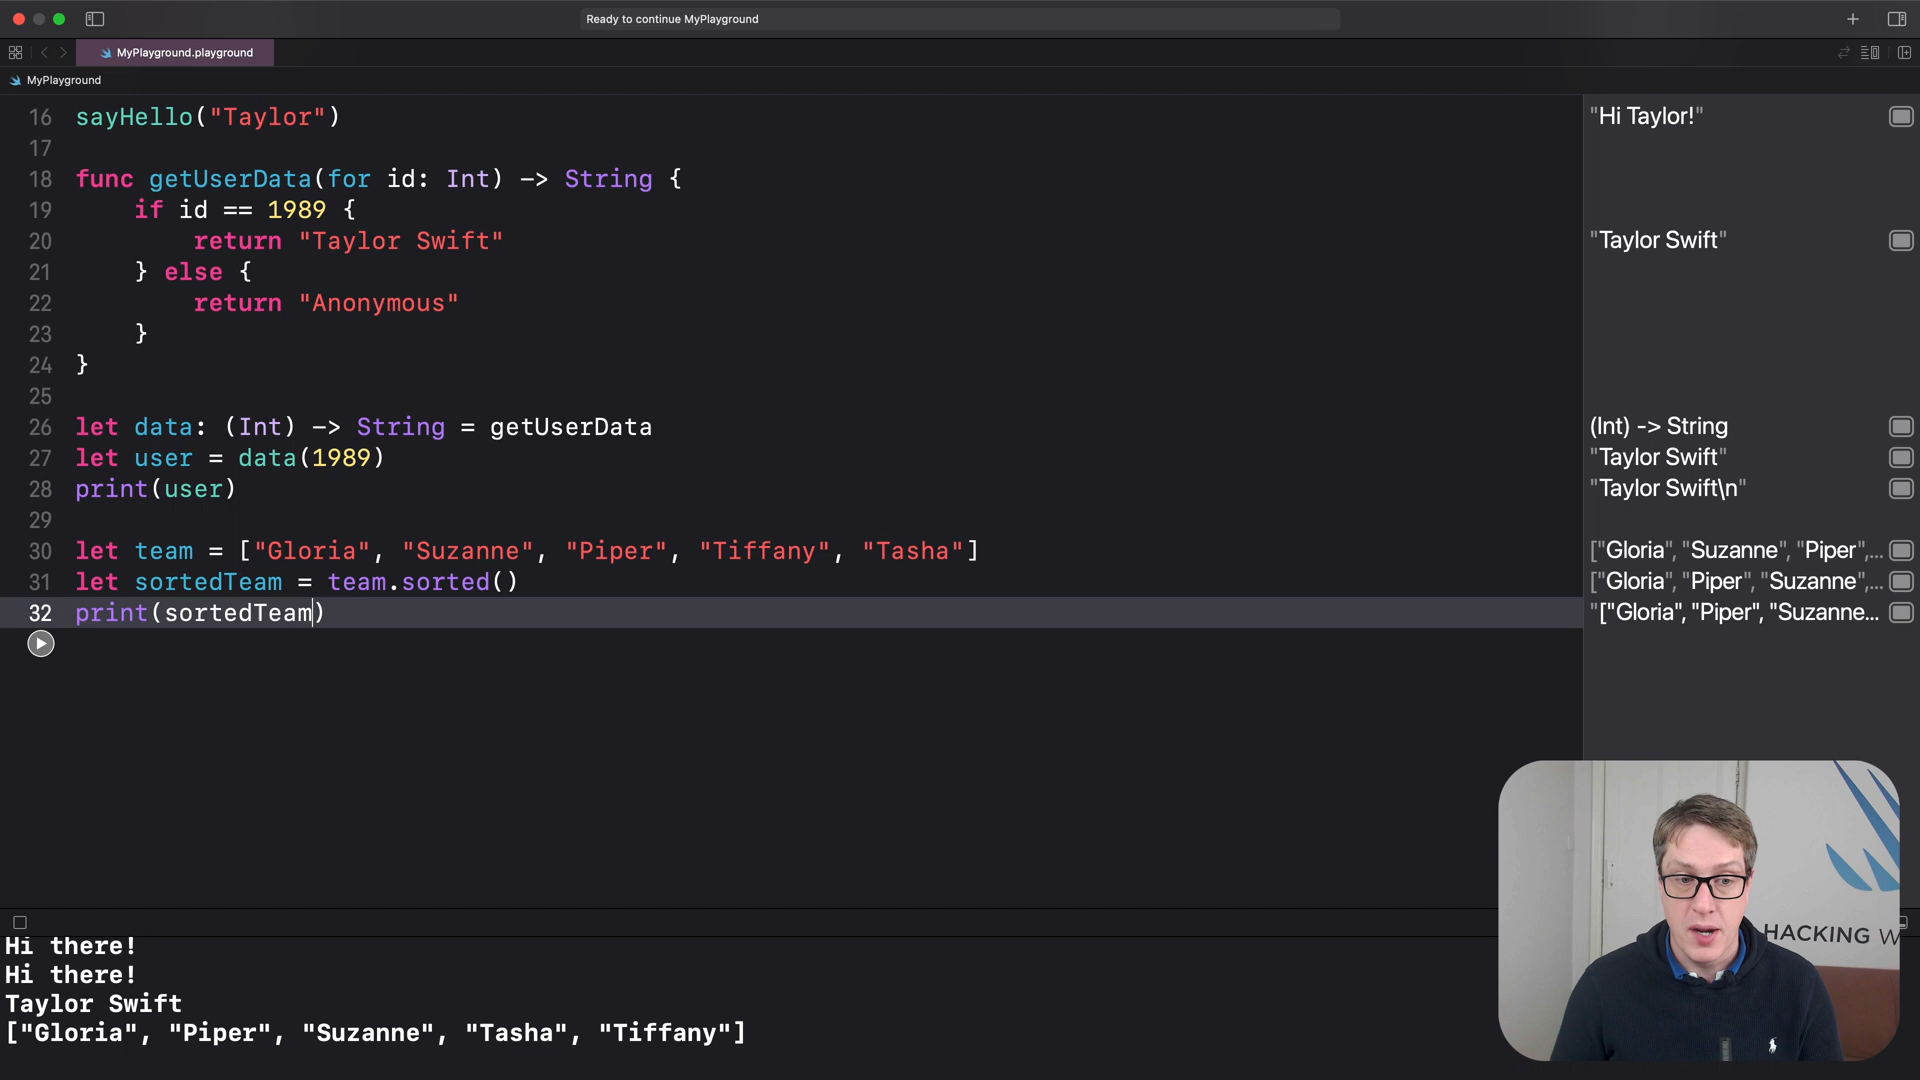 Ready to continue MyPlayground
MyPlayground.playground
MyPlayground
16 sayHello("Taylor")
"Hi Taylor!"
17
18 func getUserData(for id: Int) -> String {
19 if id == 1989 {
20 return "Taylor Swift"
"Taylor Swift"
21 } else {
22 return "Anonymous"
23 }
24 }
25
26 let data: (Int) -> String = getUserData
(Int) -> String
27 let user = data(1989)
"Taylor Swift"
28 print(user)
"Taylor Swift\n"
29
30 let team = ["Gloria", "Suzanne", "Piper", "Tiffany", "Tasha"]
["Gloria", "Suzanne", "Piper",...
31 let sortedTeam = team.sorted()
["Gloria", "Piper", "Suzanne",...
32 print(sortedTeam)
"["Gloria", "Piper", "Suzanne...
HACKING W
Hi there!
Hi there!
Taylor Swift
["Gloria", "Piper", "Suzanne", "Tasha", "Tiffany"]